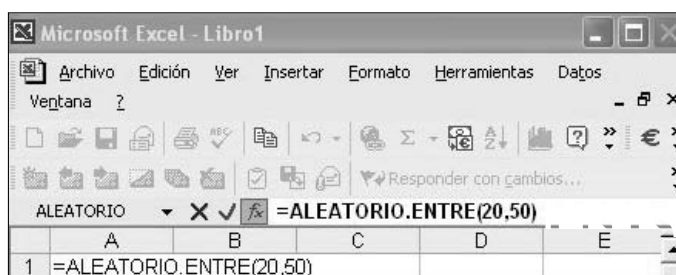 Microsoft Excel - Libro1
Archivo Edición Ver Insertar Formato Herramientas Datos
Ventana ?
Responder con cambios...
ALEATORIO =ALEATORIO.ENTRE(20,50)
A B C D E
1 =ALEATORIO.ENTRE(20,50)